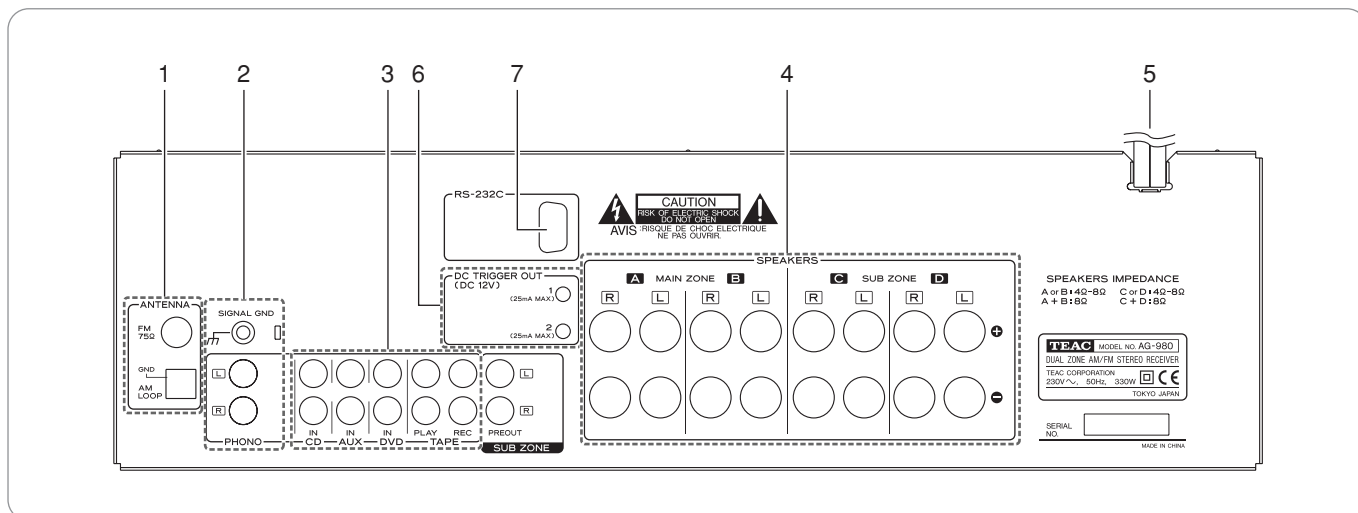 1 2 3 6 7 4 5
RS-232C
CAUTION
RISK OF ELECTRIC SHOCK
DO NOT OPEN
AVIS :RISQUE DE CHOC ELECTRIQUE
NE PAS OUVRIR.
DC TRIGGER OUT
(DC 12V)
1
(25mA MAX)
2
(25mA MAX)
ANTENNA
FM
75Ω
GND
AM
LOOP
SIGNAL GND
L
R
PHONO
IN IN IN PLAY REC
CD AUX DVD TAPE
L
R
PREOUT
SUB ZONE
SPEAKERS
A MAIN ZONE B C SUB ZONE D
R L R L R L R L
+
−
SPEAKERS IMPEDANCE
A or B:4Ω-8Ω C or D:4Ω-8Ω
A + B:8Ω C + D:8Ω
TEAC MODEL NO. AG-980
DUAL ZONE AM/FM STEREO RECEIVER
TEAC CORPORATION
230V∼, 50Hz, 330W CE
TOKYO JAPAN
SERIAL
NO.
MADE IN CHINA